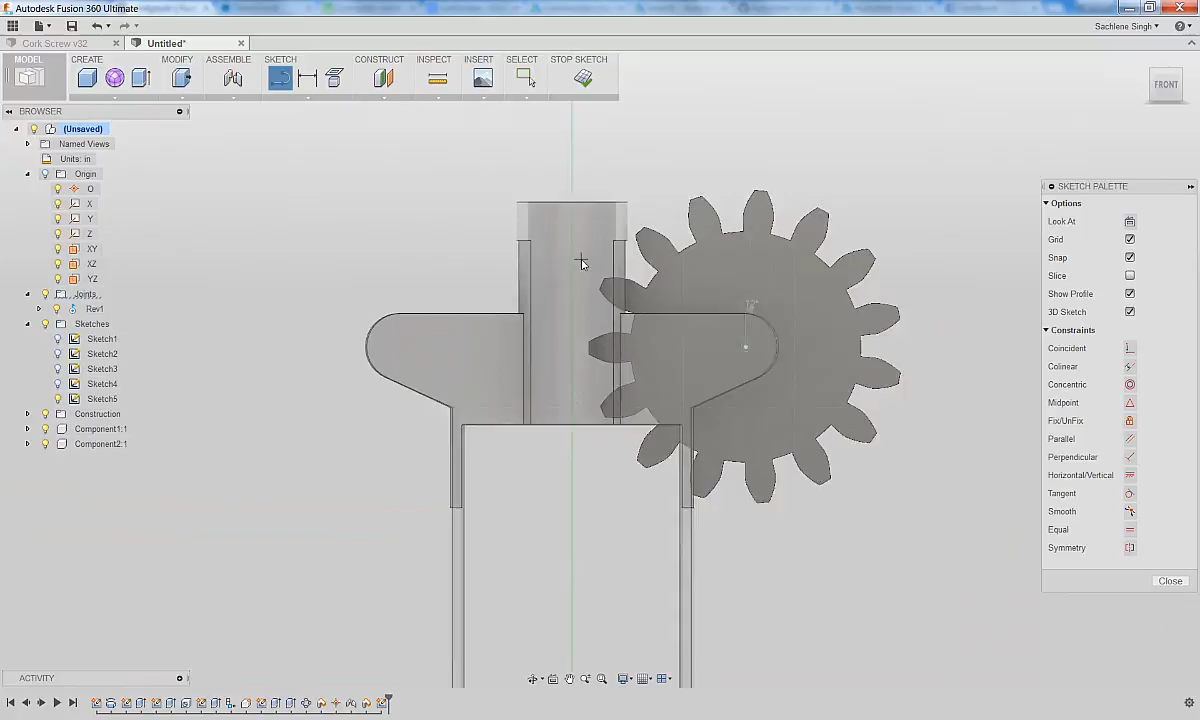 Autodesk Fusion 360 Ultimate
Sachlene Singh
Cork Screw v32
Untitled*
MODEL
CREATE
MODIFY
ASSEMBLE
SKETCH
CONSTRUCT
INSPECT
INSERT
SELECT
STOP SKETCH
FRONT
BROWSER
(Unsaved)
Named Views
Units: in
Origin
O
X
Y
Z
XY
XZ
YZ
Joints
Rev1
Sketches
Sketch1
Sketch2
Sketch3
Sketch4
Sketch5
Construction
Component1:1
Component2:1
SKETCH PALETTE
Options
Look At
Grid
Snap
Slice
Show Profile
3D Sketch
Constraints
Coincident
Colinear
Concentric
Midpoint
Fix/UnFix
Parallel
Perpendicular
Horizontal/Vertical
Tangent
Smooth
Equal
Symmetry
Close
ACTIVITY